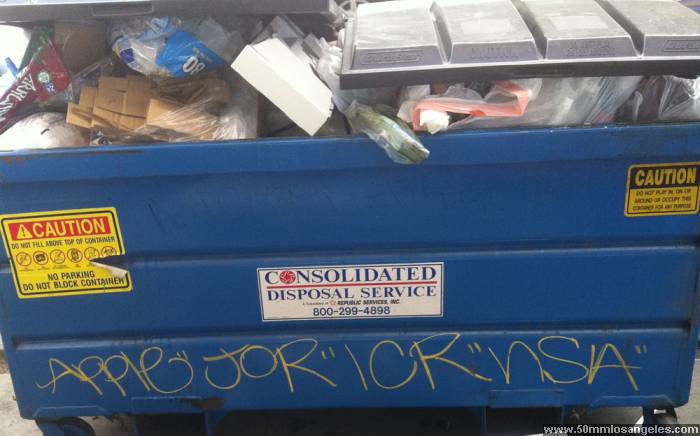 CAUTION
CAUTION
DO NOT PLAY IN, ON OR
AROUND OR OCCUPY THIS
CONTAINER FOR ANY PURPOSE
CAUTION
DO NOT FILL ABOVE TOP OF CONTAINER
NO PARKING
DO NOT BLOCK CONTAINER
CONSOLIDATED
DISPOSAL SERVICE
REPUBLIC SERVICES, INC.
800-299-4898
APPLE" JOR" ICR" NSA"
www.50mmlosangeles.com